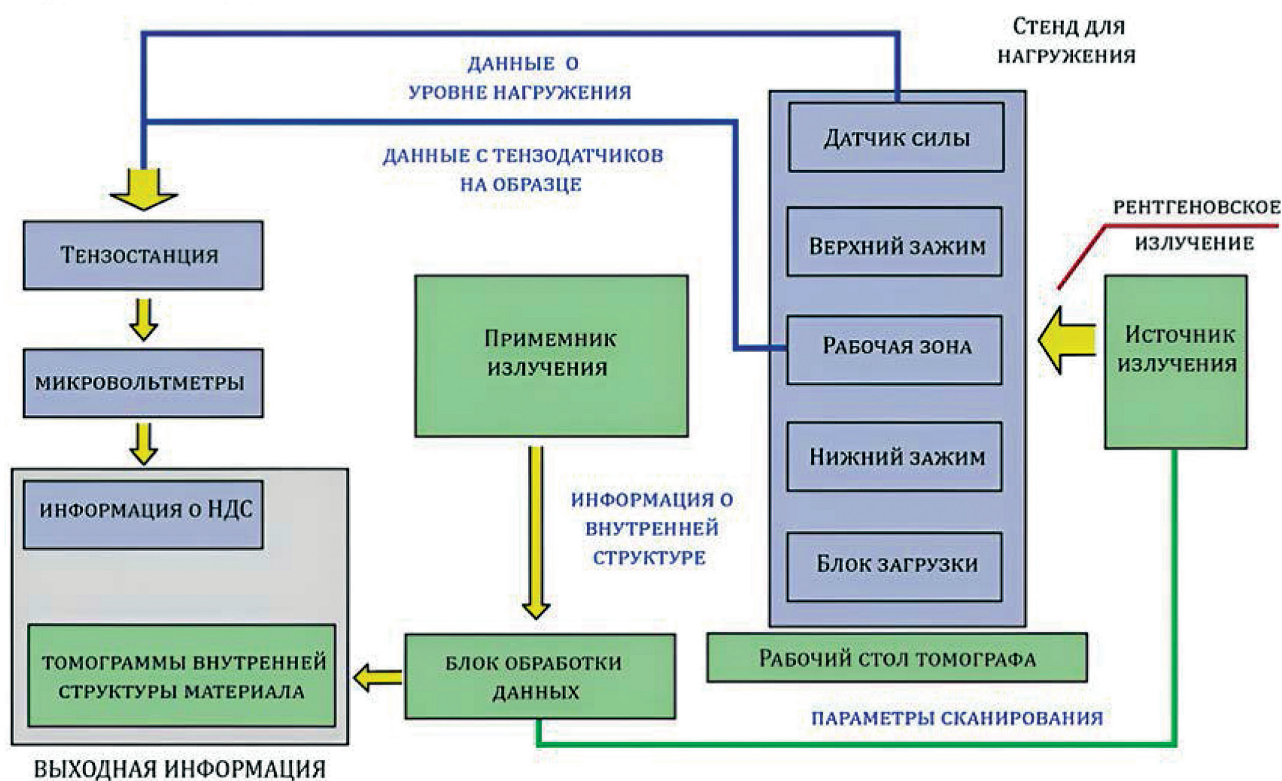 Стенд для
нагружения
Данные о
уровне нагружения
Данные с тензодатчиков
на образце
Датчик силы
Верхний зажим
Рабочая зона
Нижний зажим
Блок загрузки
Рабочий стол томографа
рентгеновское
излучение
Источник
излучения
Тензостанция
микровольтметры
информация о НДС
томограммы внутренней
структуры материала
Выходная информация
Примемник
излучения
Информация о
внутренней
структуре
блок обработки
данных
параметры сканирования